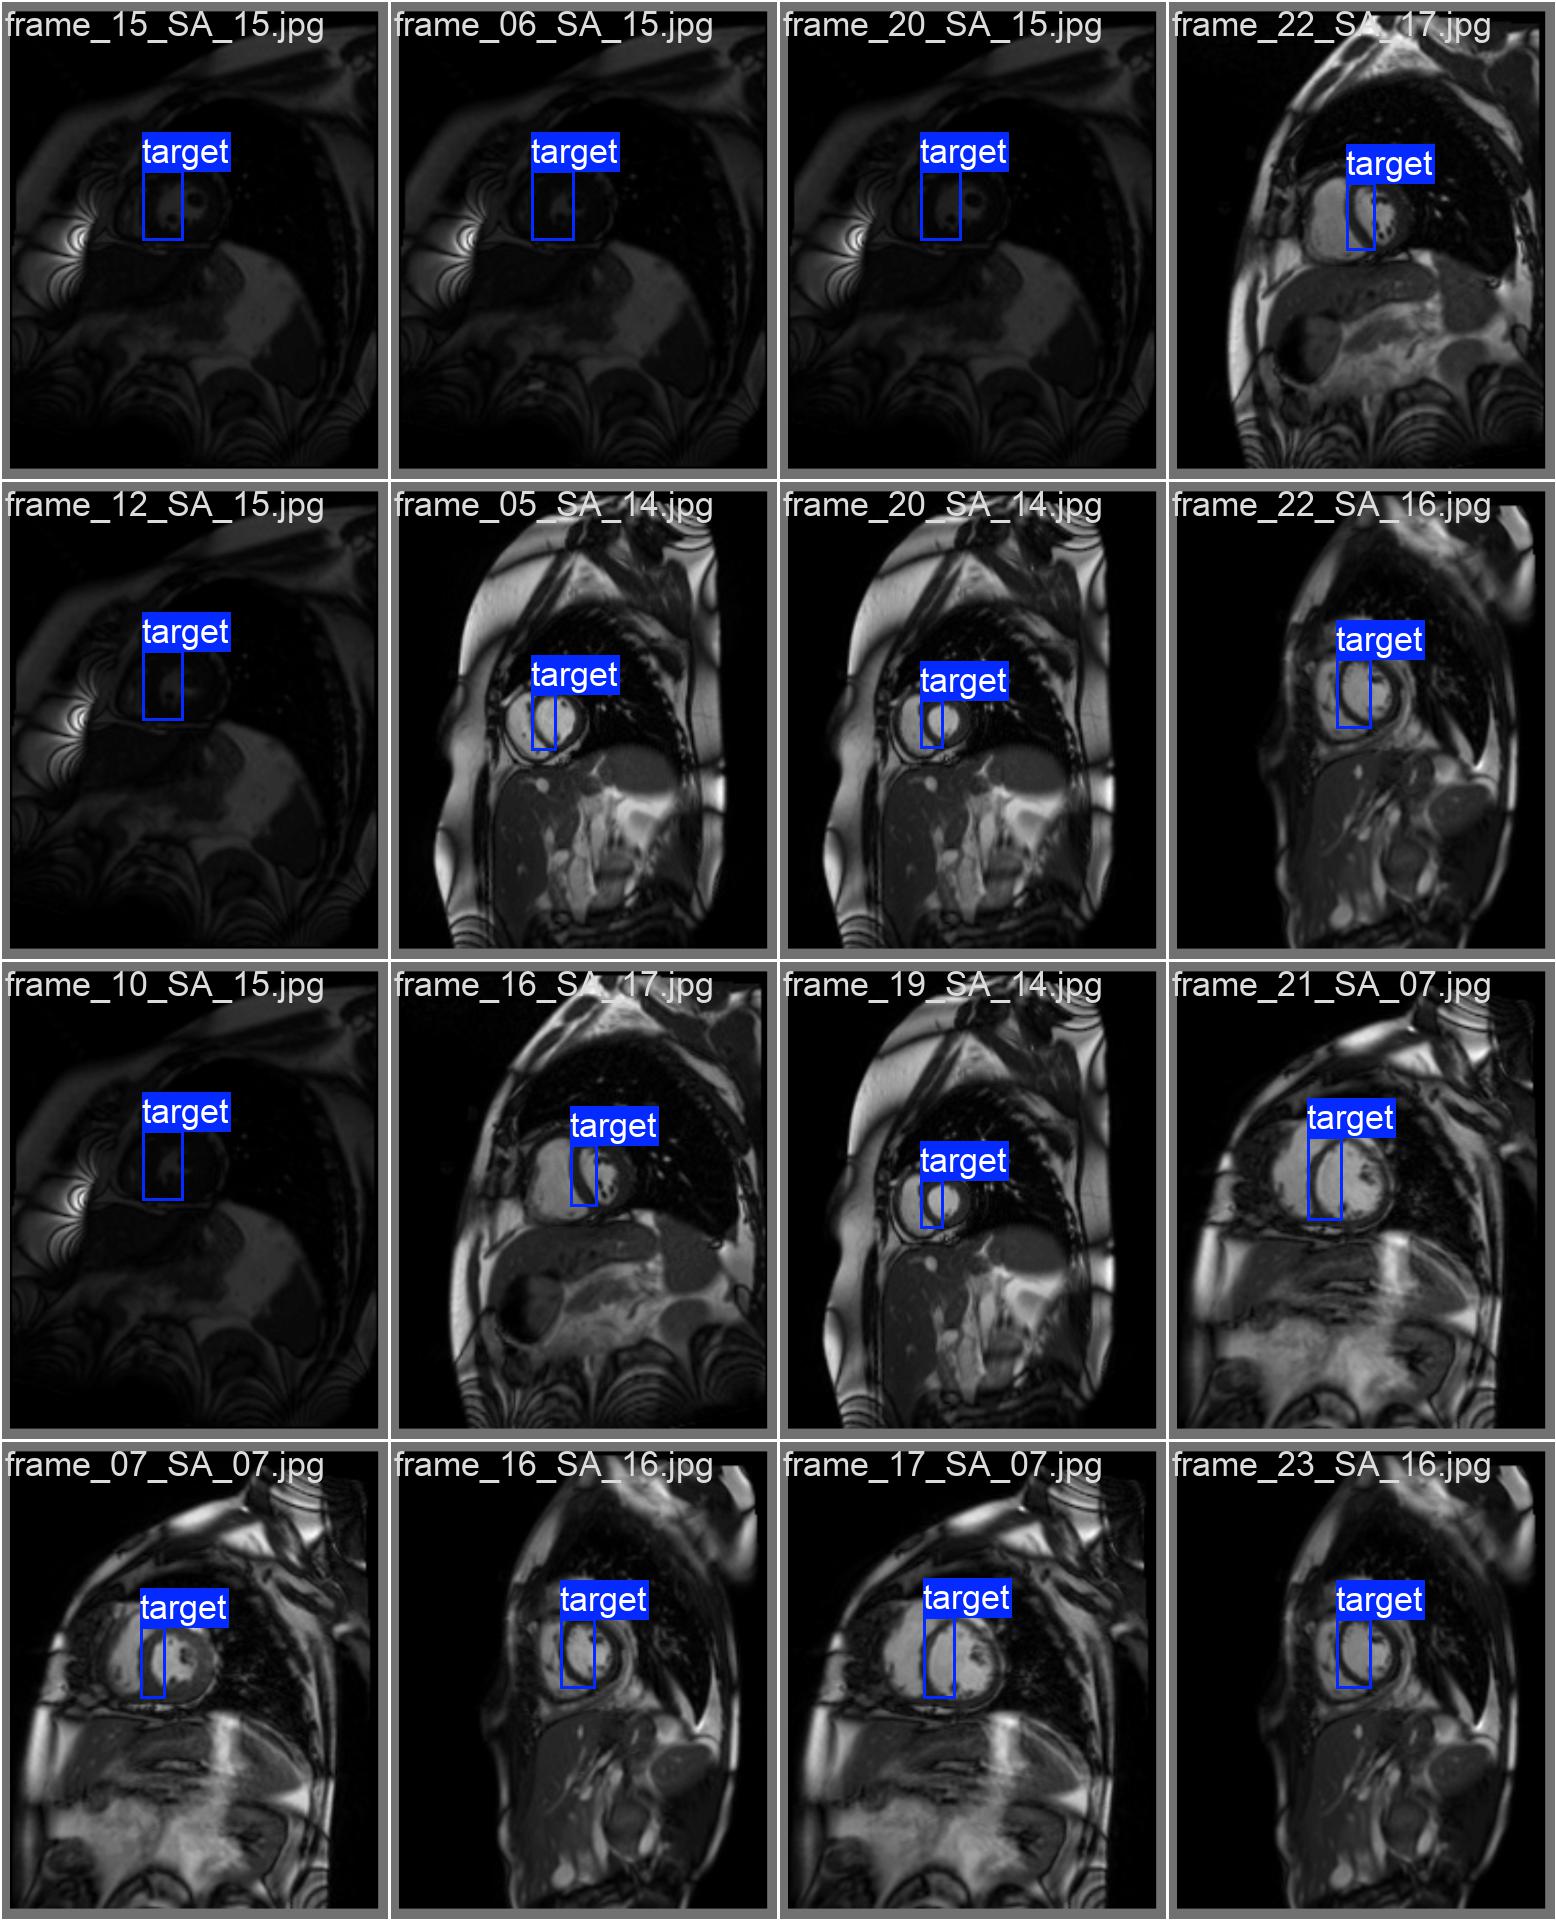 frame_15_SA_15.jpg
frame_06_SA_15.jpg
frame_20_SA_15.jpg
frame_22_SA_17.jpg
target
target
target
target
frame_12_SA_15.jpg
frame_05_SA_14.jpg
frame_20_SA_14.jpg
frame_22_SA_16.jpg
target
target
target
target
frame_10_SA_15.jpg
frame_16_SA_17.jpg
frame_19_SA_14.jpg
frame_21_SA_07.jpg
target
target
target
target
frame_07_SA_07.jpg
frame_16_SA_16.jpg
frame_17_SA_07.jpg
frame_23_SA_16.jpg
target
target
target
target